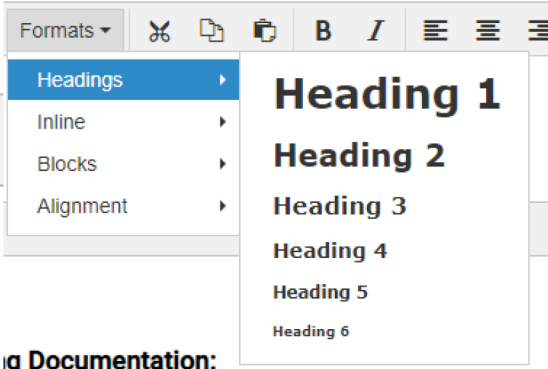 Formats
B I
Headings
Inline
Blocks
Alignment
Heading 1
Heading 2
Heading 3
Heading 4
Heading 5
Heading 6
Documentation: